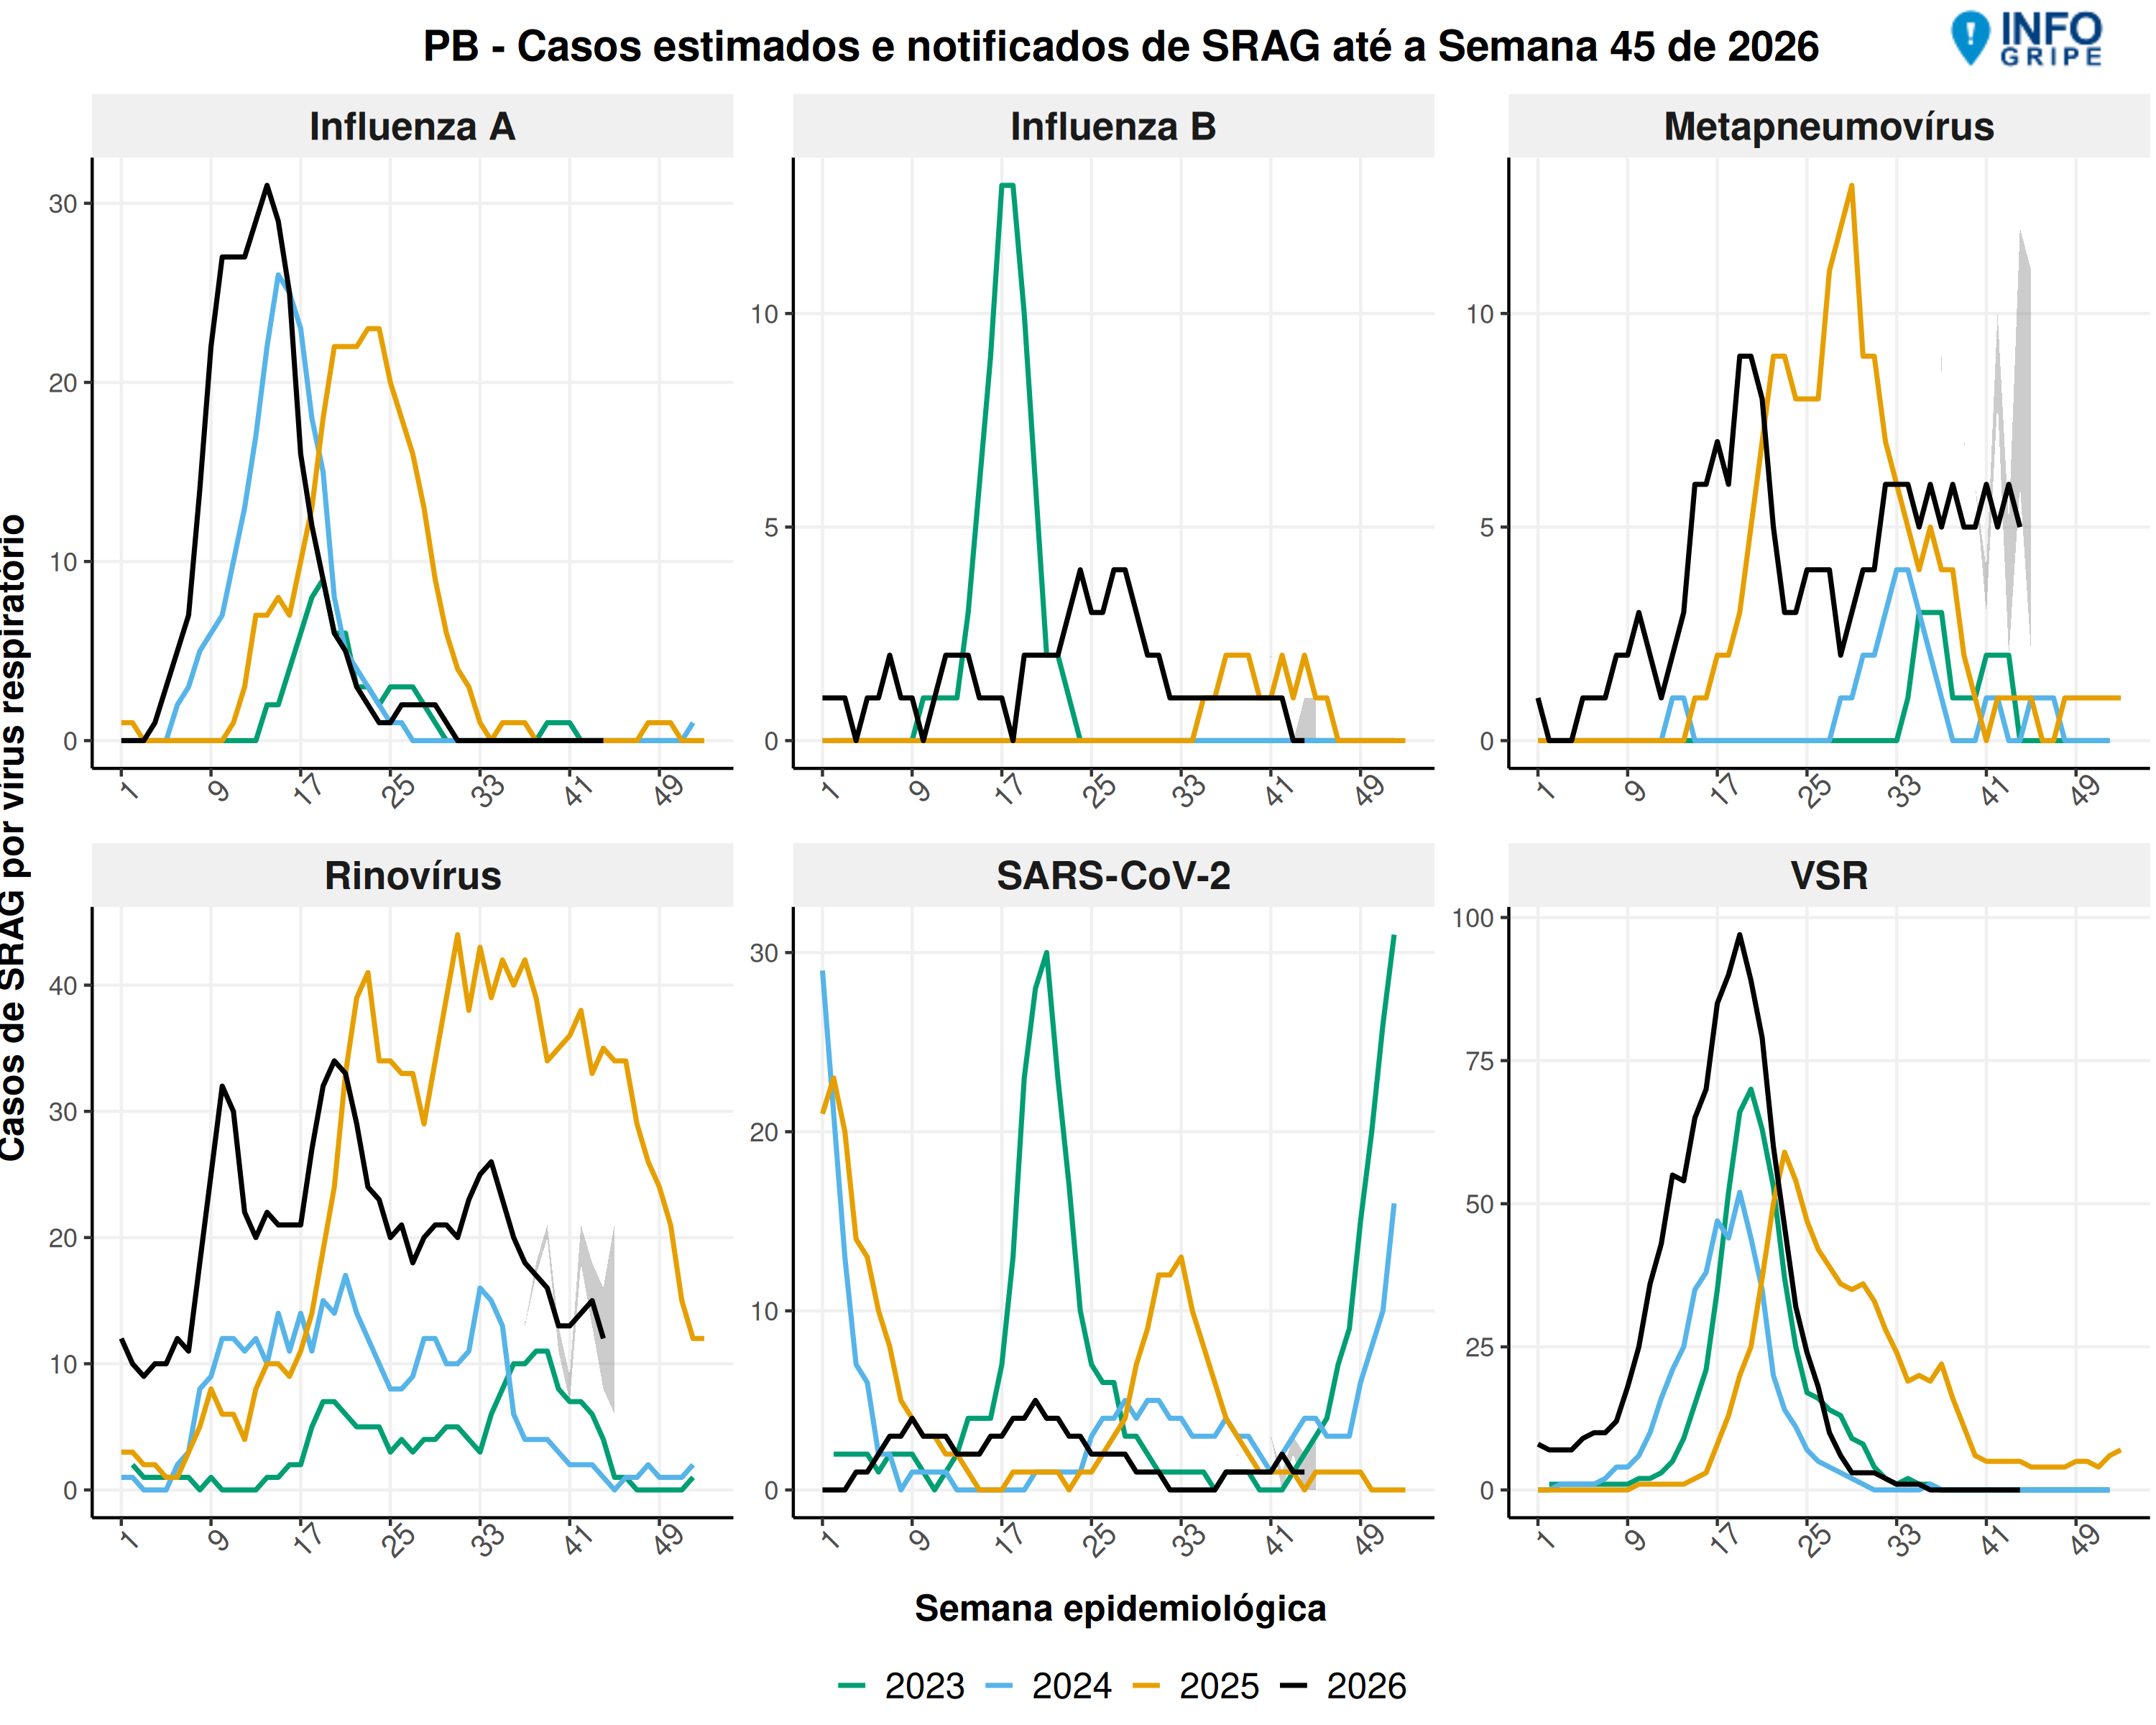 PB - Casos estimados e notificados de SRAG até a Semana 45 de 2026
INFO
GRIPE
Influenza A
Influenza B
Metapneumovírus
30
20
10
0
10
5
0
10
5
0
1 9 17 25 33 41 49
1 9 17 25 33 41 49
1 9 17 25 33 41 49
Casos de SRAG por vírus respiratório
Rinovírus
SARS-CoV-2
VSR
40
30
20
10
0
30
20
10
0
100
75
50
25
0
1 9 17 25 33 41 49
1 9 17 25 33 41 49
1 9 17 25 33 41 49
Semana epidemiológica
2023 2024 2025 2026